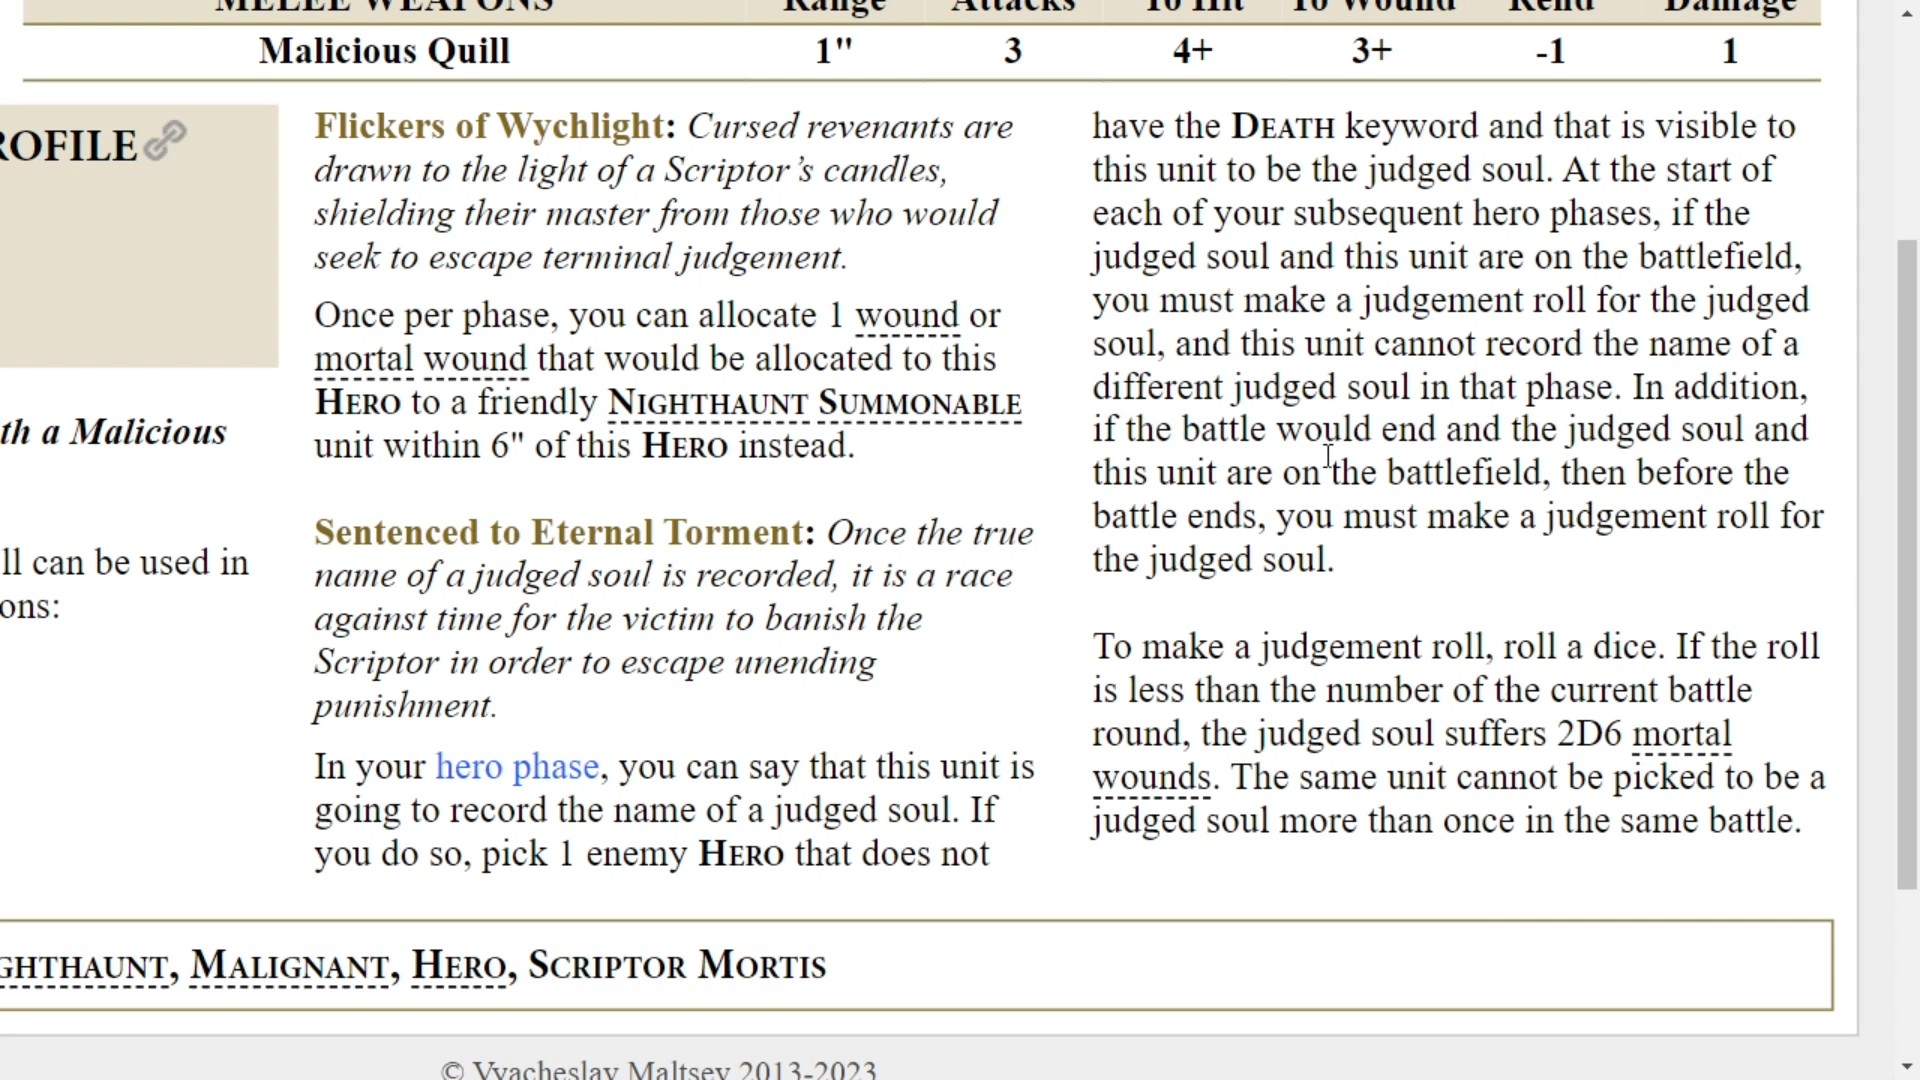 MELEE WEAPONS Range Attacks To Hit To Wound Rend Damage
Malicious Quill 1" 3 4+ 3+ -1 1
ROFILE
th a Malicious
ll can be used in
ons:
Flickers of Wychlight: Cursed revenants are
drawn to the light of a Scriptor’s candles,
shielding their master from those who would
seek to escape terminal judgement.
Once per phase, you can allocate 1 wound or
mortal wound that would be allocated to this
HERO to a friendly NIGHTHAUNT SUMMONABLE
unit within 6" of this HERO instead.
Sentenced to Eternal Torment: Once the true
name of a judged soul is recorded, it is a race
against time for the victim to banish the
Scriptor in order to escape unending
punishment.
In your hero phase, you can say that this unit is
going to record the name of a judged soul. If
you do so, pick 1 enemy HERO that does not
have the DEATH keyword and that is visible to
this unit to be the judged soul. At the start of
each of your subsequent hero phases, if the
judged soul and this unit are on the battlefield,
you must make a judgement roll for the judged
soul, and this unit cannot record the name of a
different judged soul in that phase. In addition,
if the battle would end and the judged soul and
this unit are on the battlefield, then before the
battle ends, you must make a judgement roll for
the judged soul.
To make a judgement roll, roll a dice. If the roll
is less than the number of the current battle
round, the judged soul suffers 2D6 mortal
wounds. The same unit cannot be picked to be a
judged soul more than once in the same battle.
GHTHAUNT, MALIGNANT, HERO, SCRIPTOR MORTIS
© Vyacheslav Maltsev 2013-2023